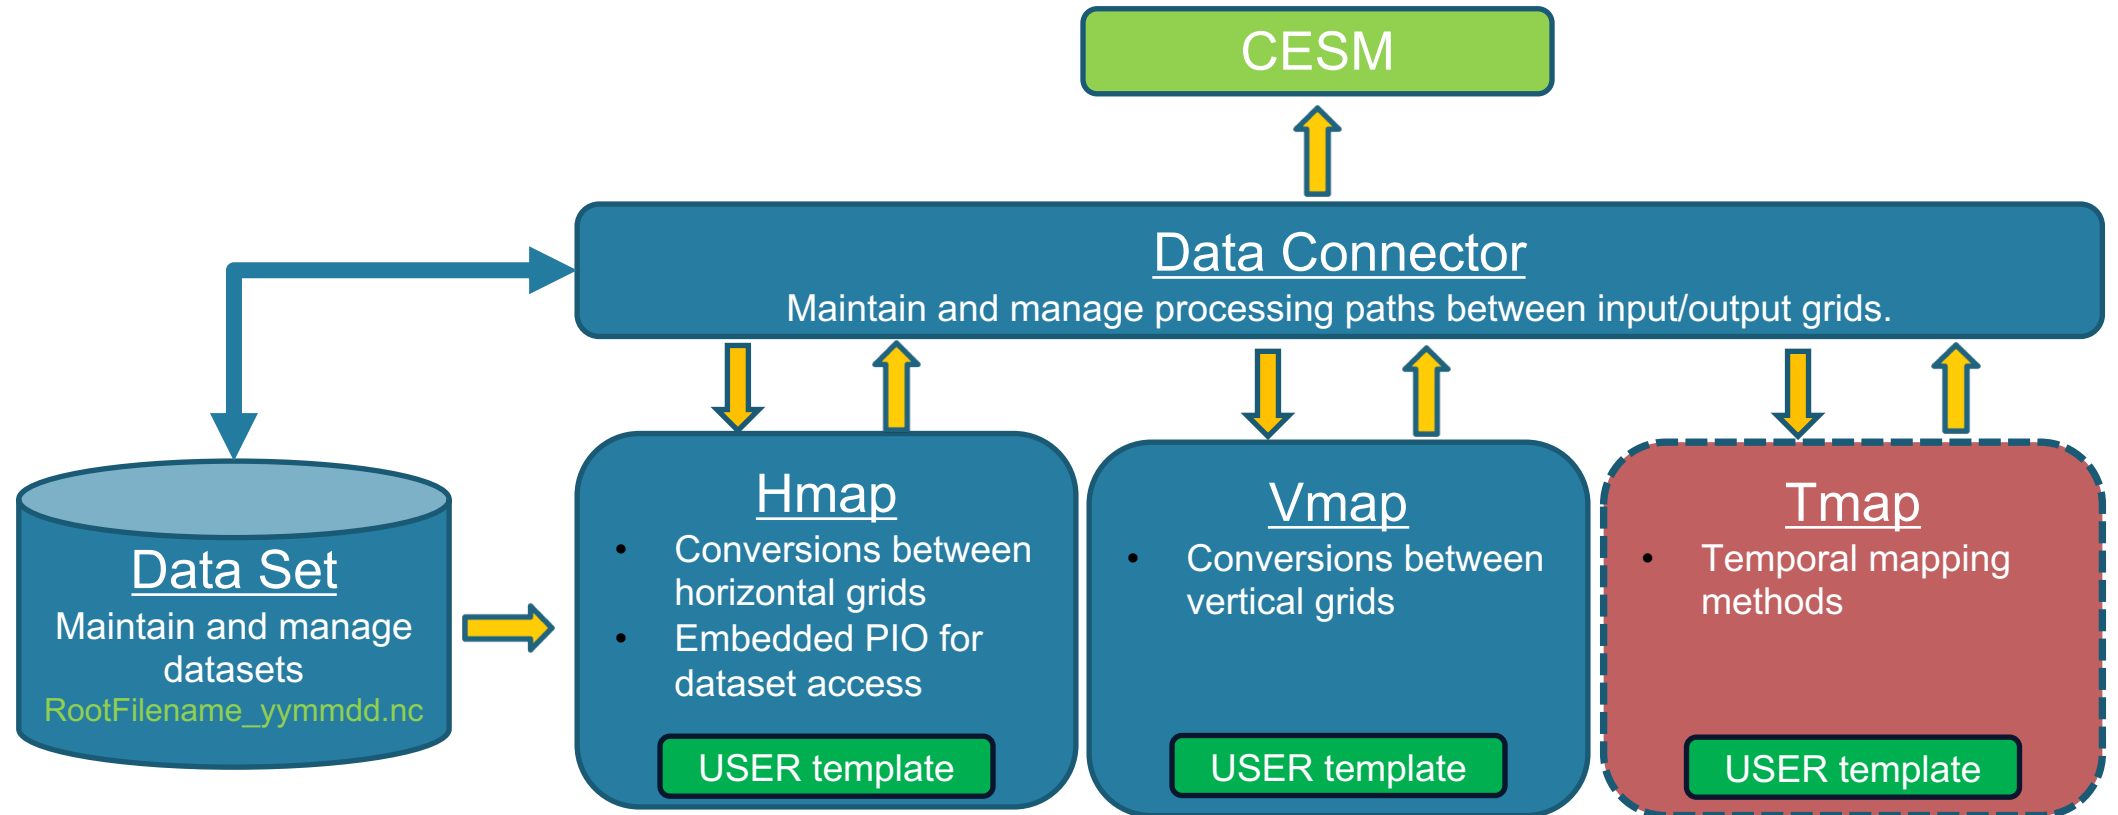 CESM
Data Connector
Maintain and manage processing paths between input/output grids.
Data Set
Maintain and manage
datasets
RootFilename_yymmdd.nc
Hmap
• Conversions between
horizontal grids
• Embedded PIO for
dataset access
USER template
Vmap
• Conversions between
vertical grids
USER template
Tmap
• Temporal mapping
methods
USER template